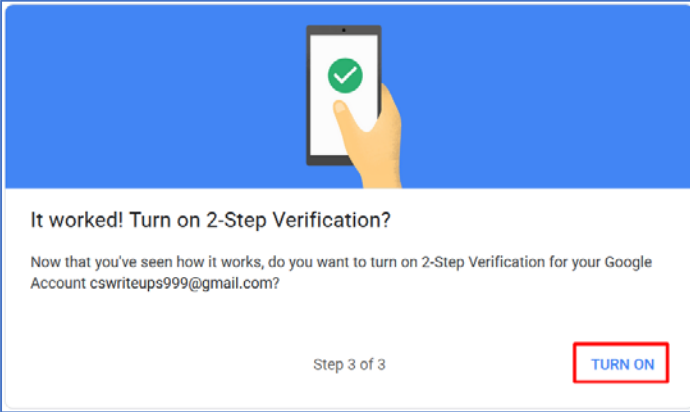 It worked! Turn on 2-Step Verification?
Now that you've seen how it works, do you want to turn on 2-Step Verification for your Google
Account cswriteups999@gmail.com?
Step 3 of 3
TURN ON